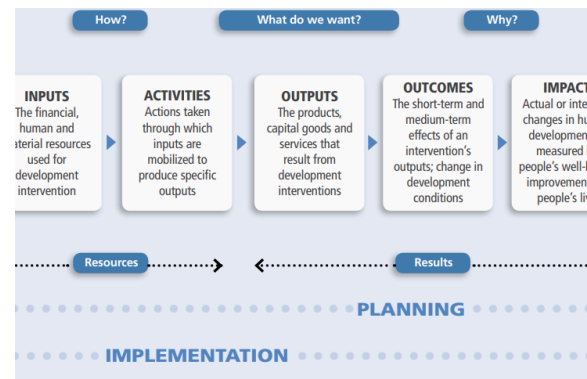 How?
What do we want?
Why?
INPUTS
The financial,
human and
material resources
used for
development
intervention
ACTIVITIES
Actions taken
through which
inputs are
mobilized to
produce specific
outputs
OUTPUTS
The products,
capital goods and
services that
result from
development
interventions
OUTCOMES
The short-term and
medium-term
effects of an
intervention's
outputs; change in
development
conditions
IMPACT
Actual or inte
changes in hu
developmen
measured
people's well-
improvemen
people's li
Resources
Results
PLANNING
IMPLEMENTATION